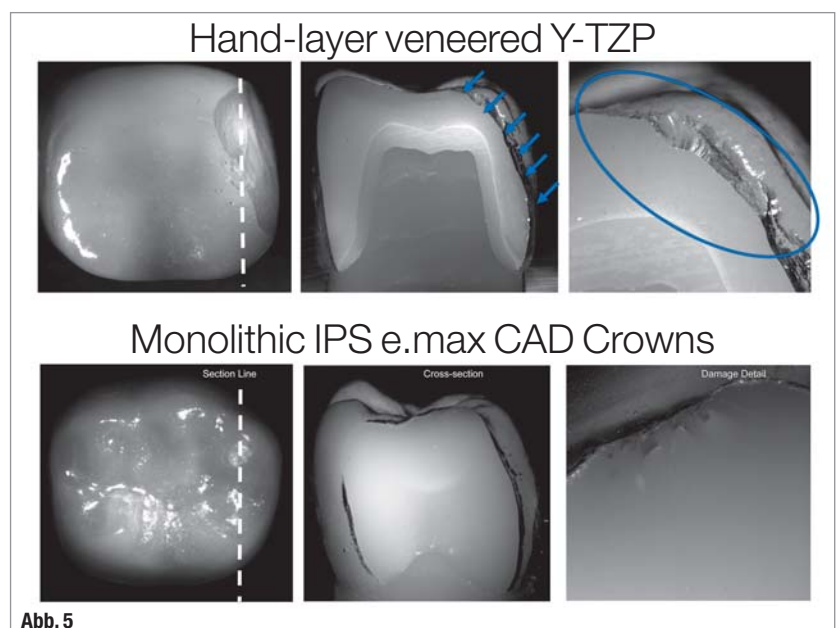 Hand-layer veneered Y-TZP
Monolithic IPS e.max CAD Crowns
Section Line
Cross-section
Damage Detail
Abb. 5